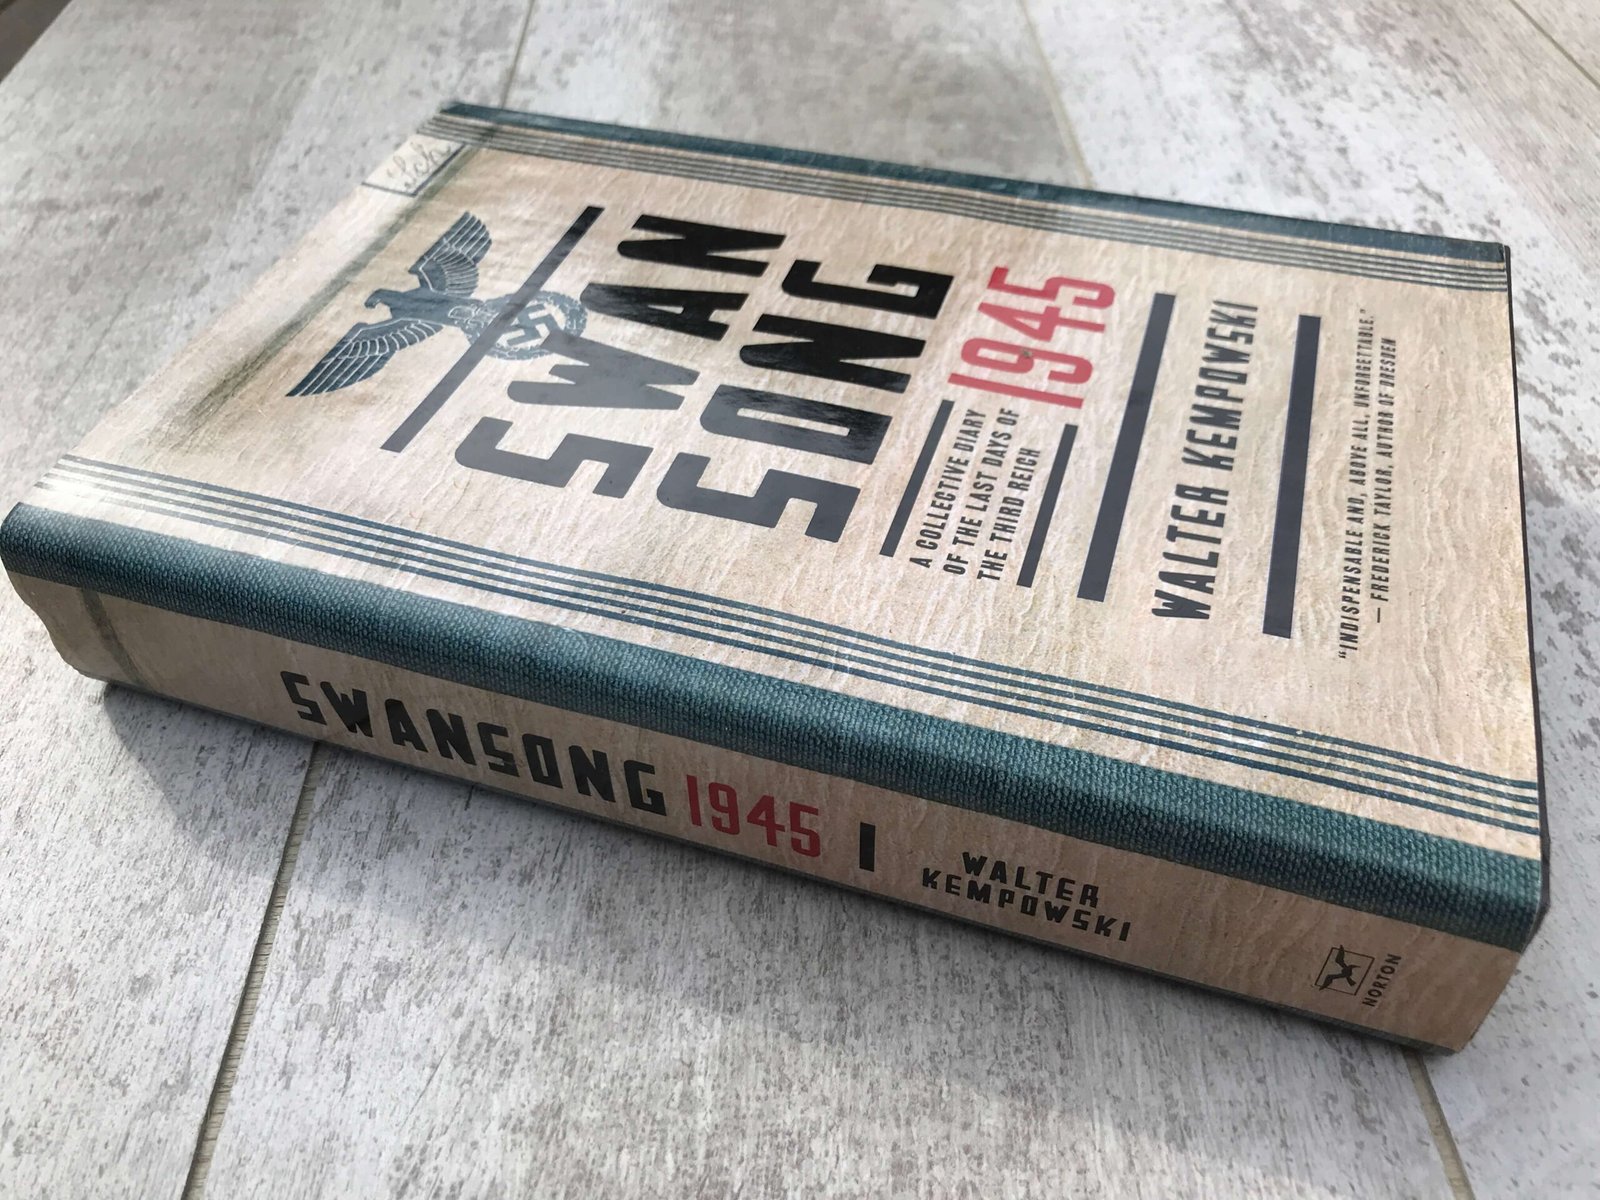 Sch
SWAN
SONG
1945
A COLLECTIVE DIARY
OF THE LAST DAYS OF
THE THIRD REICH
WALTER KEMPOWSKI
"INDISPENSABLE AND, ABOVE ALL, UNFORGETTABLE."
— FREDERICK TAYLOR, AUTHOR OF DRESDEN
SWANSONG 1945
WALTER
KEMPOWSKI
NORTON